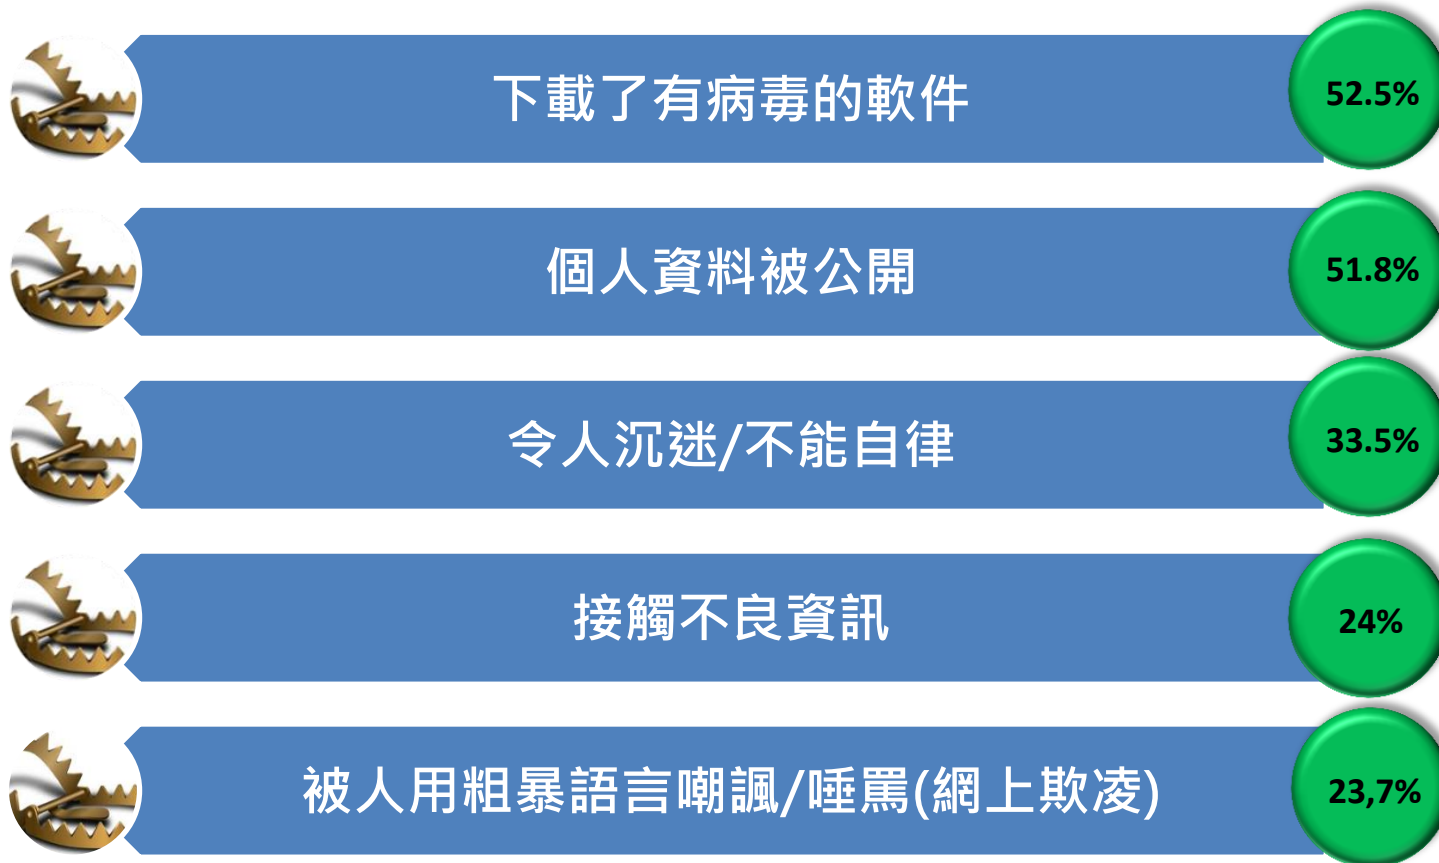 下載了有病毒的軟件
52.5%
個人資料被公開
51.8%
令人沉迷/不能自律
33.5%
接觸不良資訊
24%
被人用粗暴語言嘲諷/唾罵(網上欺凌)
23,7%